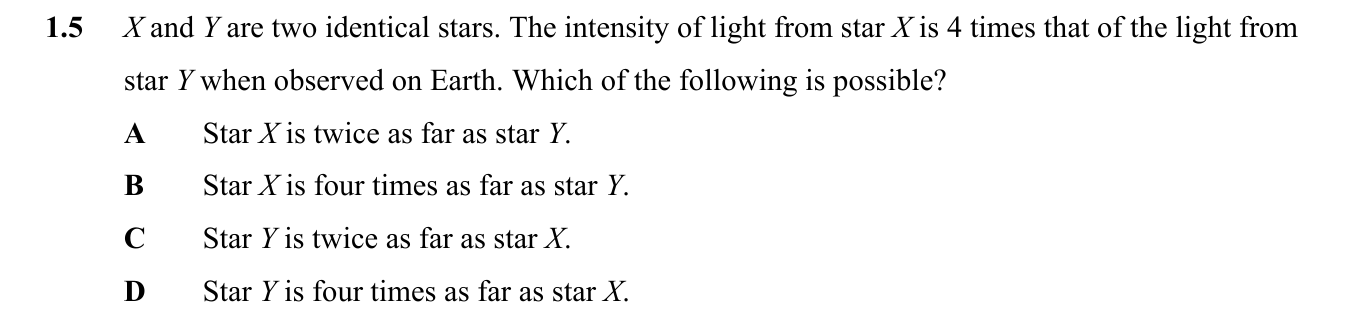 1.5 X and Y are two identical stars. The intensity of light from star X is 4 times that of the light from
star Y when observed on Earth. Which of the following is possible?
A Star X is twice as far as star Y.
B Star X is four times as far as star Y.
C Star Y is twice as far as star X.
D Star Y is four times as far as star X.